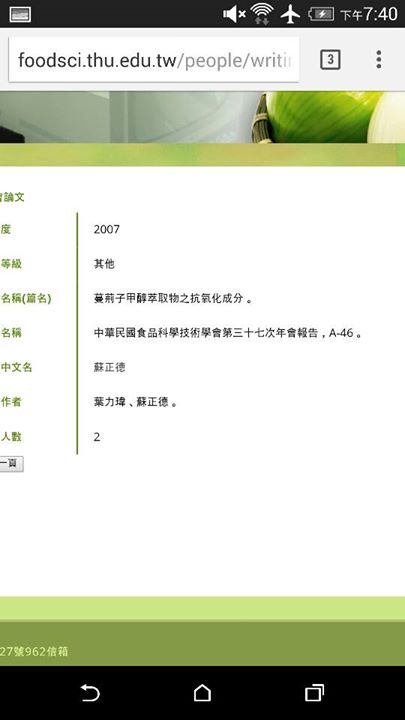 下午7:40
foodsci.thu.edu.tw/people/writi
3
會論文
度 2007
等級 其他
名稱(篇名) 蔓荊子甲醇萃取物之抗氧化成分。
名稱 中華民國食品科學技術學會第三十七次年會報告，A-46。
中文名 蘇正德
作者 葉力瑋、蘇正德。
人數 2
一頁
27號962信箱